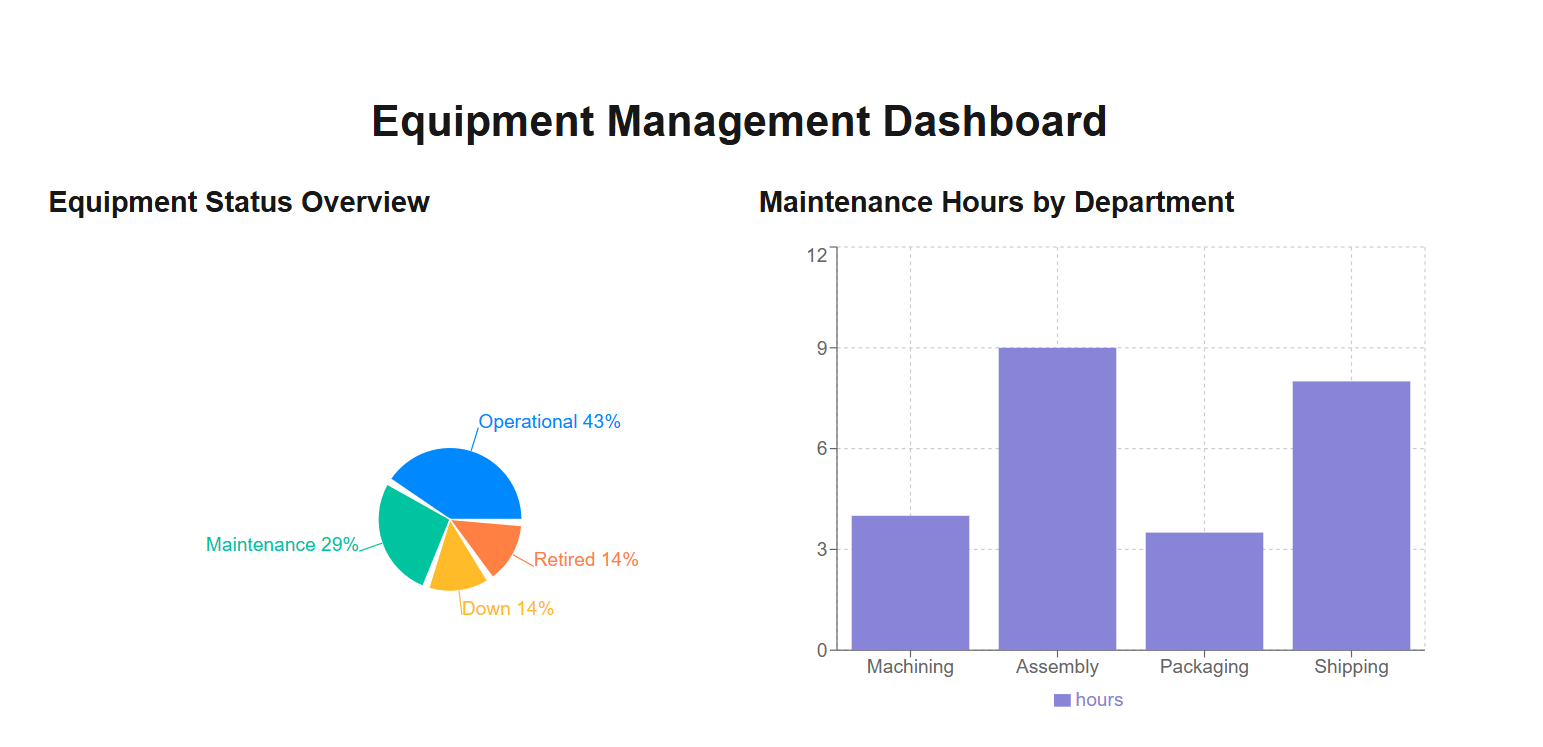 Equipment Management Dashboard
Equipment Status Overview
Operational 43%
Maintenance 29%
Retired 14%
Down 14%
Maintenance Hours by Department
12
9
6
3
0
Machining Assembly Packaging Shipping
hours